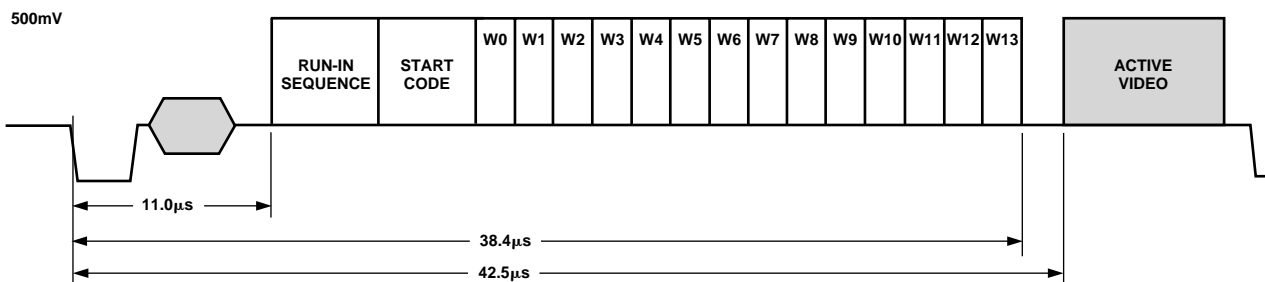 500mV
RUN-IN
SEQUENCE
START
CODE
W0 W1 W2 W3 W4 W5 W6 W7 W8 W9 W10 W11 W12 W13
ACTIVE
VIDEO
11.0μs
38.4μs
42.5μs